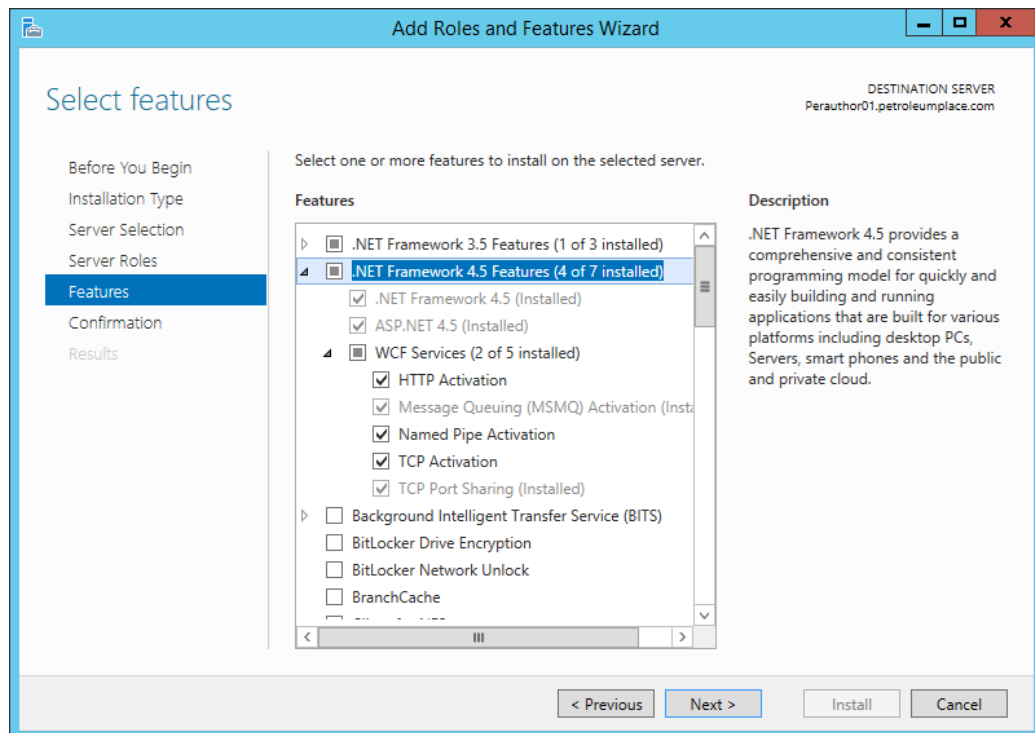 Add Roles and Features Wizard
x
Select features
DESTINATION SERVER
Perauthor01.petroleumplace.com
Before You Begin
Installation Type
Server Selection
Server Roles
Features
Confirmation
Results
Select one or more features to install on the selected server.
Features
.NET Framework 3.5 Features (1 of 3 installed)
.NET Framework 4.5 Features (4 of 7 installed)
.NET Framework 4.5 (Installed)
ASP.NET 4.5 (Installed)
WCF Services (2 of 5 installed)
HTTP Activation
Message Queuing (MSMQ) Activation (Insta
Named Pipe Activation
TCP Activation
TCP Port Sharing (Installed)
Background Intelligent Transfer Service (BITS)
BitLocker Drive Encryption
BitLocker Network Unlock
BranchCache
Description
.NET Framework 4.5 provides a
comprehensive and consistent
programming model for quickly and
easily building and running
applications that are built for various
platforms including desktop PCs,
Servers, smart phones and the public
and private cloud.
< Previous
Next >
Install
Cancel